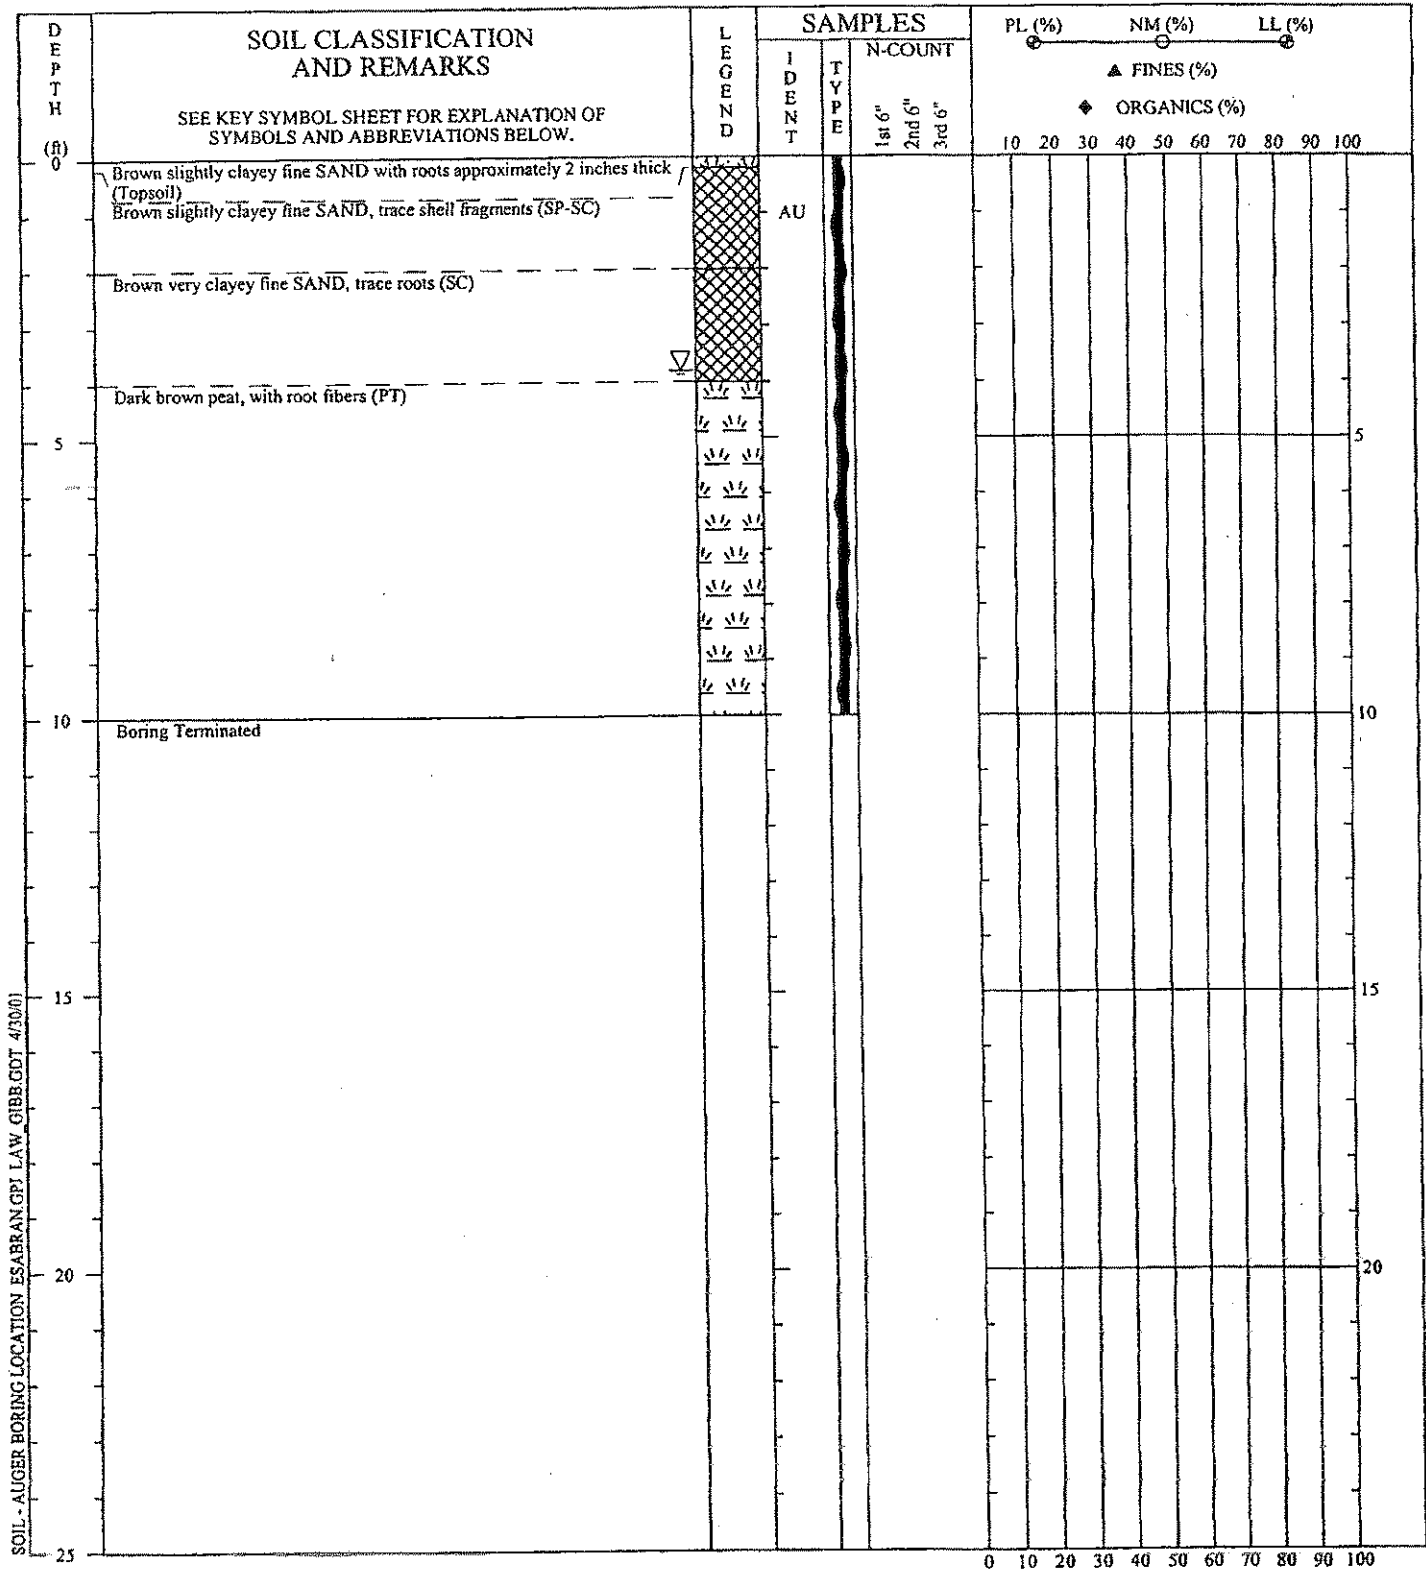 DEPTH
(ft)
SOIL CLASSIFICATION
AND REMARKS
SEE KEY SYMBOL SHEET FOR EXPLANATION OF
SYMBOLS AND ABBREVIATIONS BELOW.
LEGEND
SAMPLES
IDENT
TYPE
N-COUNT
1st 6"
2nd 6"
3rd 6"
PL (%) NM (%) LL (%)
▲ FINES (%)
◆ ORGANICS (%)
10 20 30 40 50 60 70 80 90 100
0
Brown slightly clayey fine SAND with roots approximately 2 inches thick
(Topsoil)
Brown slightly clayey fine SAND, trace shell fragments (SP-SC)
AU
Brown very clayey fine SAND, trace roots (SC)
Dark brown peat, with root fibers (PT)
5 5
10 10
Boring Terminated
15 15
20 20
25
0 10 20 30 40 50 60 70 80 90 100
SOIL - AUGER BORING LOCATION ESABRAN.GPJ LAW_GIBB.GDT 4/30/01